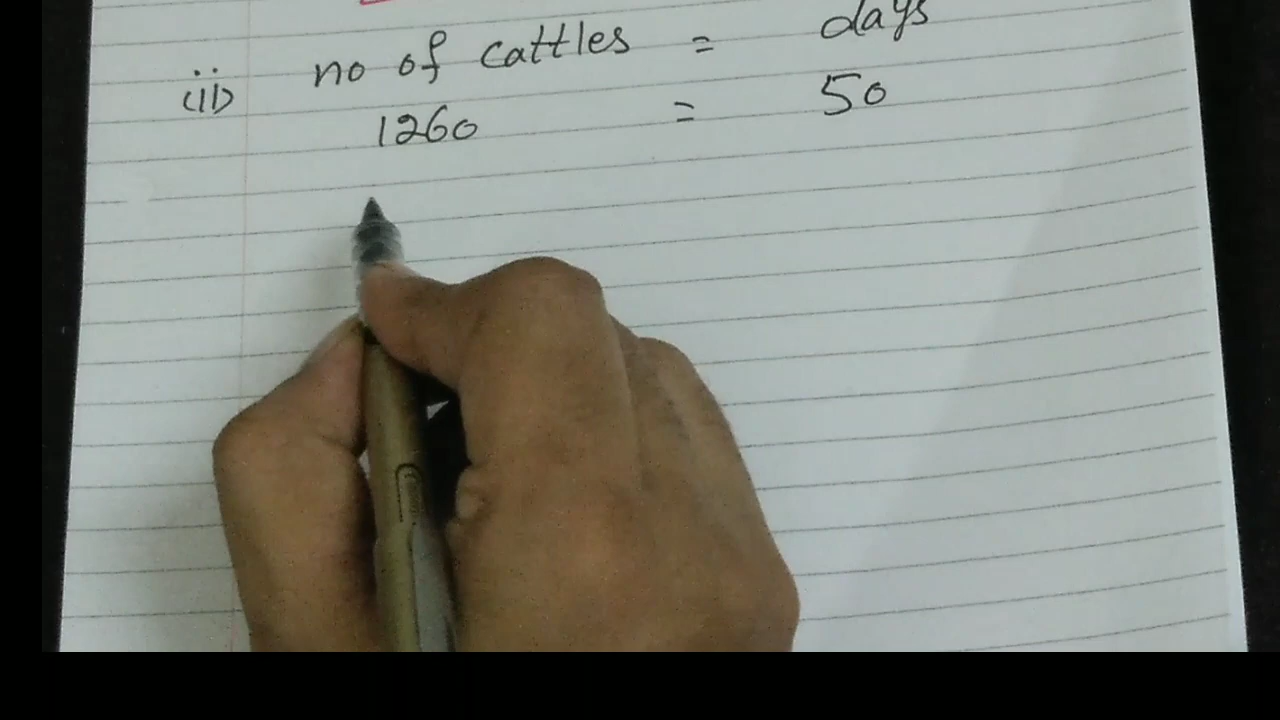 (ii) no of cattles = days
1260 = 50